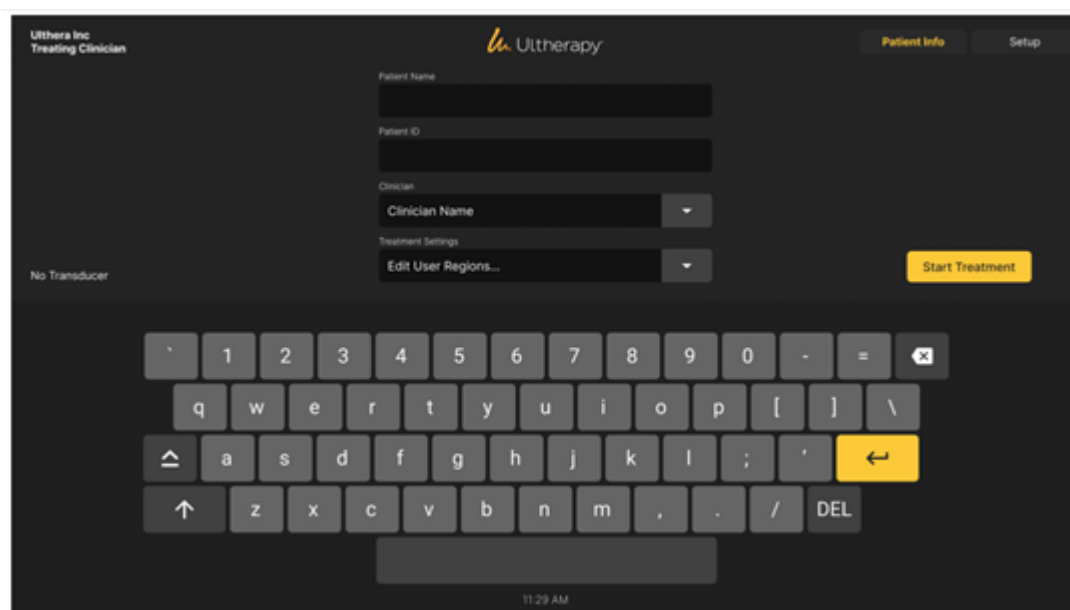 Ulthera Inc
Treating Clinician
Ultherapy
Patient Info
Setup
Patient Name
Patient ID
Clinician
Clinician Name
Treatment Settings
Edit User Regions...
No Transducer
Start Treatment
` 1 2 3 4 5 6 7 8 9 0 - =
q w e r t y u i o p [ ] \
a s d f g h j k l ; '
z x c v b n m , . / DEL
11:29 AM